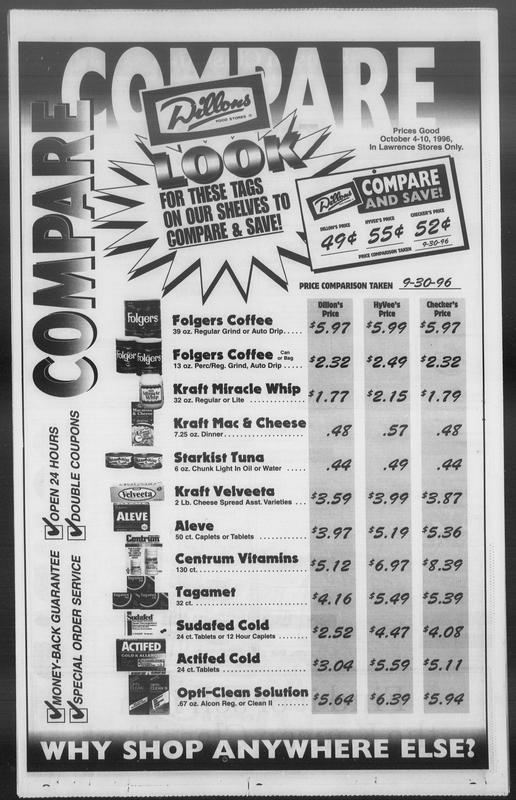 COMPARE
COMPARE
Dillons
FOOD STORES ®
LOOK
FOR THESE TAGS
ON OUR SHELVES TO
COMPARE & SAVE!
Prices Good
October 4-10, 1996,
In Lawrence Stores Only.
Dillons
COMPARE
AND SAVE!
DILLON'S PRICE HYVEE'S PRICE CHECKER'S PRICE
49¢ 55¢ 52¢
PRICE COMPARISON TAKEN 9-30-96
PRICE COMPARISON TAKEN 9-30-96
Dillon's Price HyVee's Price Checker's Price
Folgers
Folgers Coffee
39 oz. Regular Grind or Auto Drip..... $5.97 $5.99 $5.97
Folgers Folgers
Folgers Coffee Can or Bag
13 oz. Perc/Reg. Grind, Auto Drip ..... $2.32 $2.49 $2.32
Kraft Miracle Whip
32 oz. Regular or Lite ..... $1.77 $2.15 $1.79
Kraft Mac & Cheese
7.25 oz. Dinner..... .48 .57 .48
Starkist Tuna
6 oz. Chunk Light In Oil or Water ..... .44 .49 .44
Velveeta
Kraft Velveeta
2 Lb. Cheese Spread Asst. Varieties ... $3.59 $3.99 $3.87
ALEVE
Aleve
50 ct. Caplets or Tablets ..... $3.97 $5.19 $5.36
Centrum
Centrum Vitamins
130 ct. ..... $5.12 $6.97 $8.39
Tagamet
32 ct. ..... $4.16 $5.49 $5.39
Sudafed
Sudafed Cold
24 ct. Tablets or 12 Hour Caplets ..... $2.52 $4.47 $4.08
ACTIFED
COLD & ALLERGY
Actifed Cold
24 ct. Tablets ..... $3.04 $5.59 $5.11
Opti-Clean Solution
.67 oz. Alcon Reg. or Clean II ..... $5.64 $6.39 $5.94
OPEN 24 HOURS
DOUBLE COUPONS
MONEY-BACK GUARANTEE
SPECIAL ORDER SERVICE
WHY SHOP ANYWHERE ELSE?